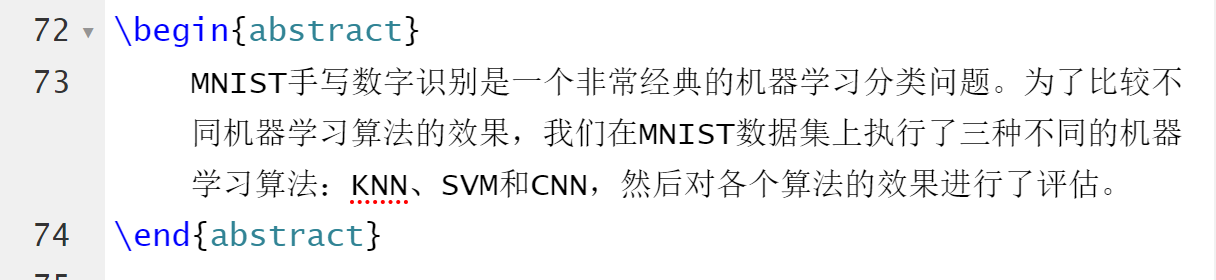 72 \begin{abstract}
73 MNIST手写数字识别是一个非常经典的机器学习分类问题。为了比较不
同机器学习算法的效果，我们在MNIST数据集上执行了三种不同的机器
学习算法：KNN、SVM和CNN，然后对各个算法的效果进行了评估。
74 \end{abstract}